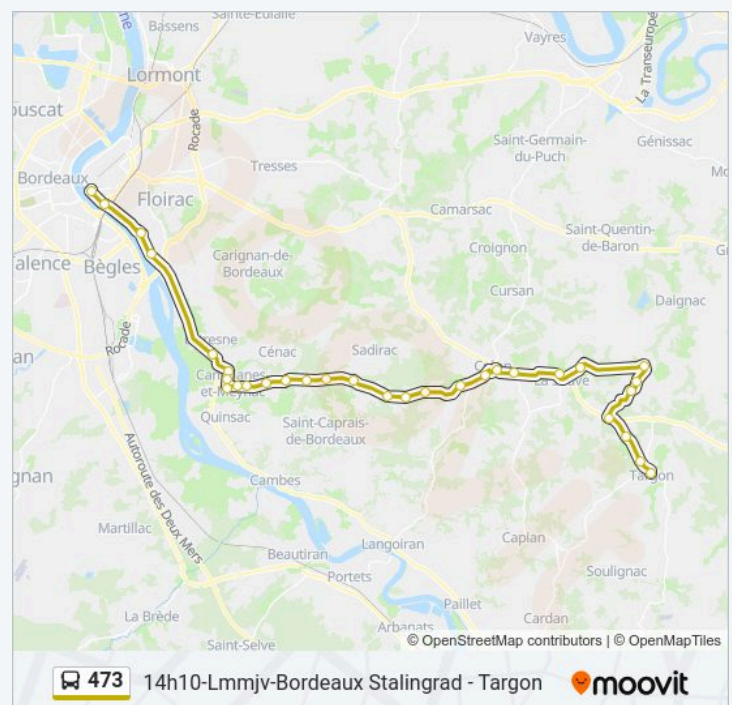 Sainte-Eulalie
Bassens
Vayres
La Transeuropé
Lormont
ouscat
Rocade
Saint-Germain-
du-Puch
Génissac
Tresses
Bordeaux
Floirac
Camarsac
Saint-Quentin-
de-Baron
Croignon
alence
Bègles
Carignan-de-
Bordeaux
Cursan
Daignac
Rocade
esne
Cénac
Sadirac
et-Meynac
Quinsac
Saint-Caprais-
de-Bordeaux
Autoroute des Deux Mers
Targon
gnan
Cambes
Martillac
Langoiran
Caplan
Beautiran
Portets
Soulignac
La Brède
Paillet
Arbanats
Cardan
Saint-Selve
© OpenStreetMap contributors | © OpenMapTiles
473
14h10-Lmmjv-Bordeaux Stalingrad - Targon
moovit